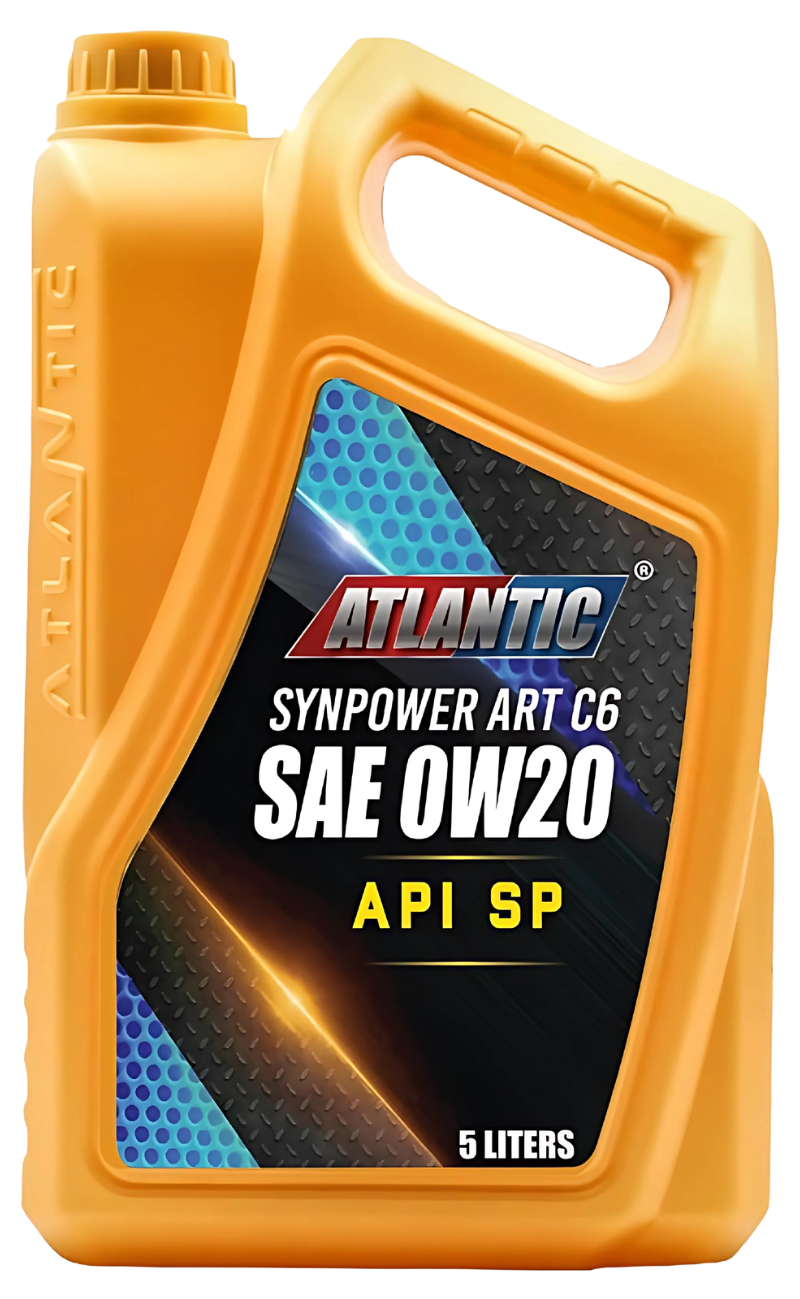 ATLANTIC
ATLANTIC ®
SYNPOWER ART C6
SAE 0W20
API SP
5 LITERS